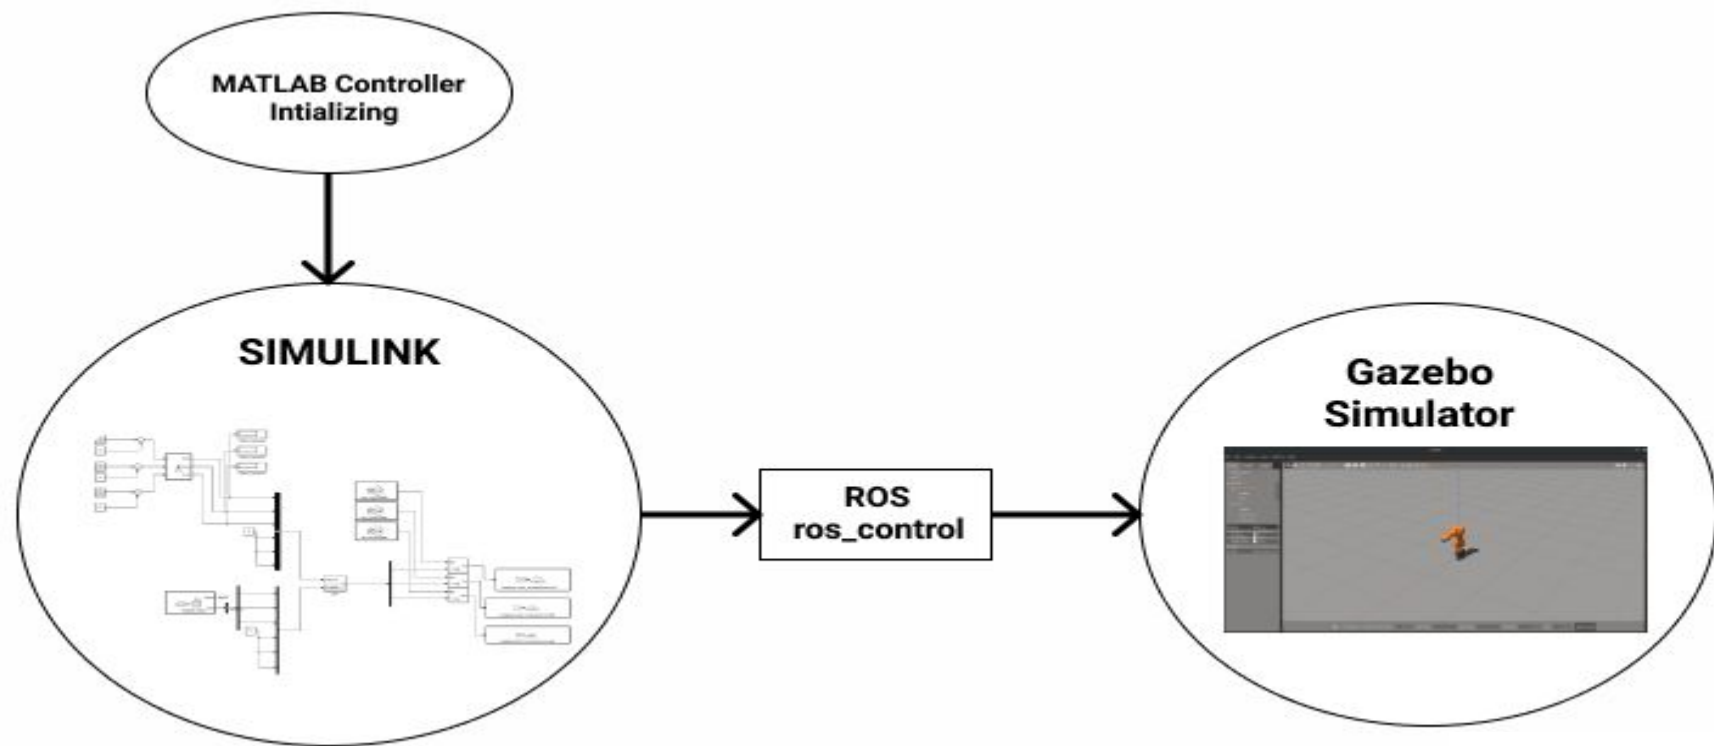 MATLAB Controller
Intializing
SIMULINK
Gazebo
Simulator
ROS
ros_control